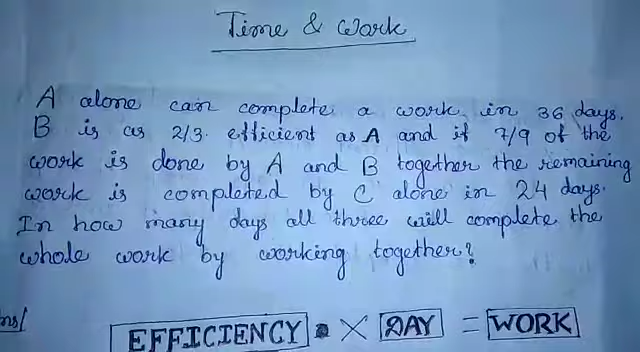 Time & Work
A alone can complete a work in 36 days.
B is as 2/3 efficient as A and if 7/9 of the
work is done by A and B together the remaining
work is completed by C alone in 24 days.
In how many days all three will complete the
whole work by working together?
ns/ EFFICIENCY × DAY = WORK